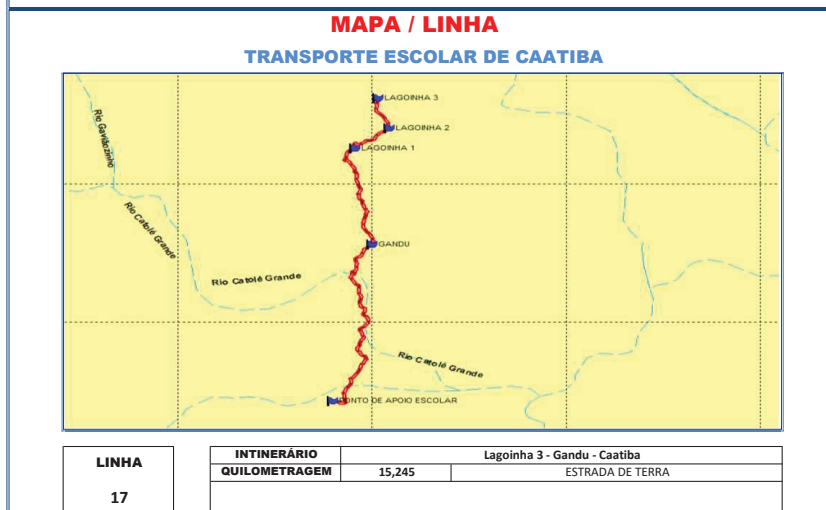 MAPA / LINHA
TRANSPORTE ESCOLAR DE CAATIBA
LAGOINHA 3
LAGOINHA 2
LAGOINHA 1
Rio Gaviãozinho
Rio Catolé Grande
GANDU
Rio Catolé Grande
Rio Catolé Grande
PONTO DE APOIO ESCOLAR
LINHA
17
INTINERÁRIO Lagoinha 3 - Gandu - Caatiba
QUILOMETRAGEM 15,245 ESTRADA DE TERRA